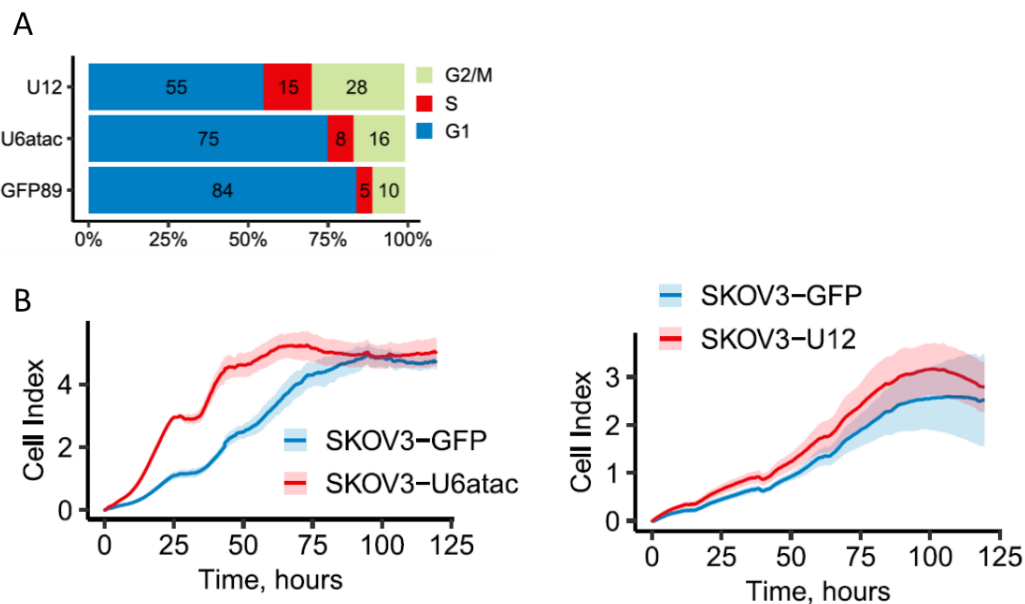 A
U12 55 15 28
U6atac 75 8 16
GFP89 84 5 10
0% 25% 50% 75% 100%
G2/M
S
G1
B
Cell Index
4
2
0
0 25 50 75 100 125
Time, hours
SKOV3−GFP
SKOV3−U6atac
SKOV3−GFP
SKOV3−U12
Cell Index
3
2
1
0
0 25 50 75 100 125
Time, hours